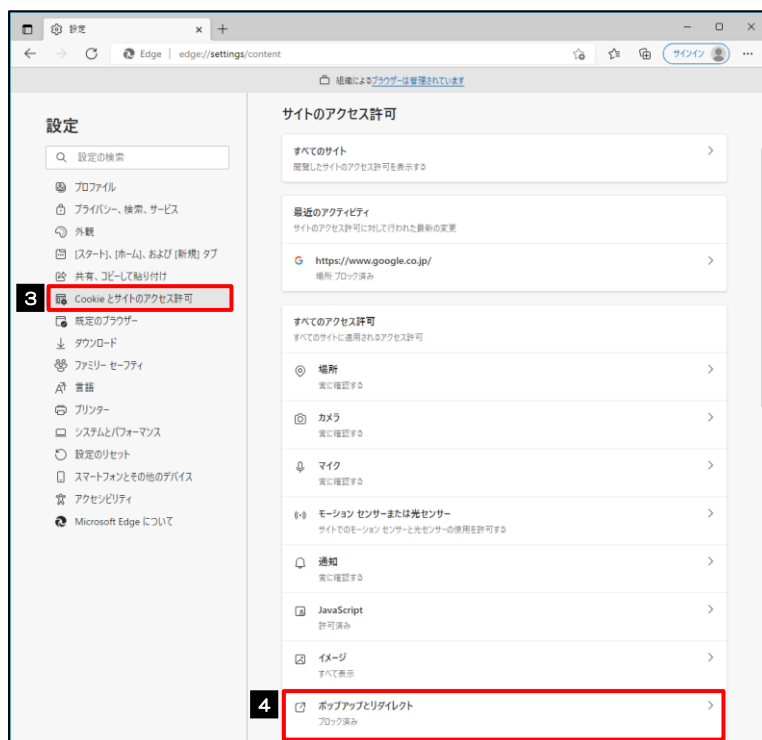 設定
Edge
edge://settings/content
サインイン
組織によるブラウザーは管理されています
設定
設定の検索
プロファイル
プライバシー、検索、サービス
外観
[スタート]、[ホーム]、および [新規] タブ
共有、コピーして貼り付け
3
Cookie とサイトのアクセス許可
既定のブラウザー
ダウンロード
ファミリー セーフティ
言語
プリンター
システムとパフォーマンス
設定のリセット
スマートフォンとその他のデバイス
アクセシビリティ
Microsoft Edge について
サイトのアクセス許可
すべてのサイト
閲覧したサイトのアクセス許可を表示する
最近のアクティビティ
サイトのアクセス許可に対して行われた最新の変更
https://www.google.co.jp/
場所 ブロック済み
すべてのアクセス許可
すべてのサイトに適用されるアクセス許可
場所
常に確認する
カメラ
常に確認する
マイク
常に確認する
モーション センサーまたは光センサー
サイトでのモーション センサーと光センサーの使用を許可する
通知
常に確認する
JavaScript
許可済み
イメージ
すべて表示
4
ポップアップとリダイレクト
ブロック済み